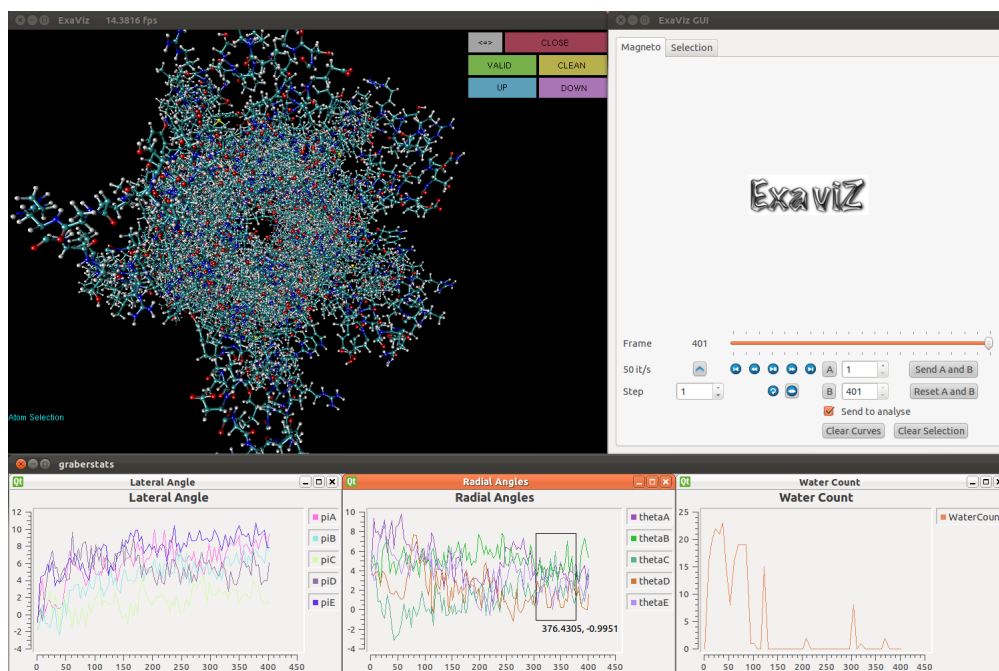 ExaViz 14.3816 fps
<=> CLOSE
VALID CLEAN
UP DOWN
Atom Selection
ExaViz GUI
Magneto Selection
ExaviZ
Frame 401
50 it/s A 1 Send A and B
Step 1 B 401 Reset A and B
Send to analyse
Clear Curves Clear Selection
graberstats
Qt Lateral Angle
Lateral Angle
12
10
8
6
4
2
0
-2
-4
0 50 100 150 200 250 300 350 400 450
piA
piB
piC
piD
piE
Qt Radial Angles
Radial Angles
10
8
6
4
2
0
-2
-4
0 50 100 150 200 250 300 350 400 450
376.4305, -0.9951
thetaA
thetaB
thetaC
thetaD
thetaE
Qt Water Count
Water Count
25
20
15
10
5
0
0 50 100 150 200 250 300 350 400 450
WaterCoun